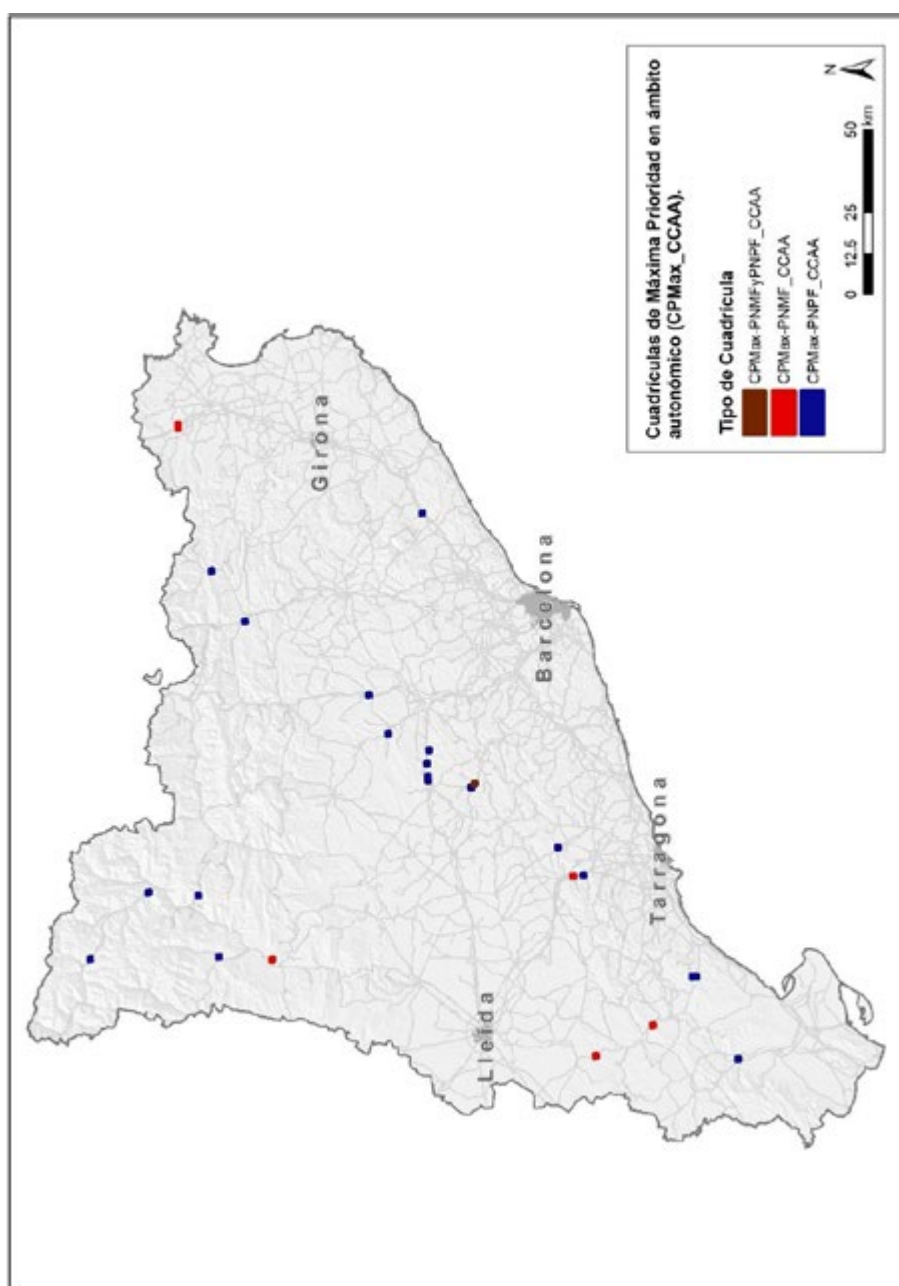 Girona
Barcelona
Lleida
Tarragona
Cuadrículas de Máxima Prioridad en ámbito
autonómico (CPMax_CCAA).
Tipo de Cuadrícula
CPMax-PNMFyPNPF_CCAA
CPMax-PNMF_CCAA
CPMax-PNPF_CCAA
N
0 12.5 25 50
km